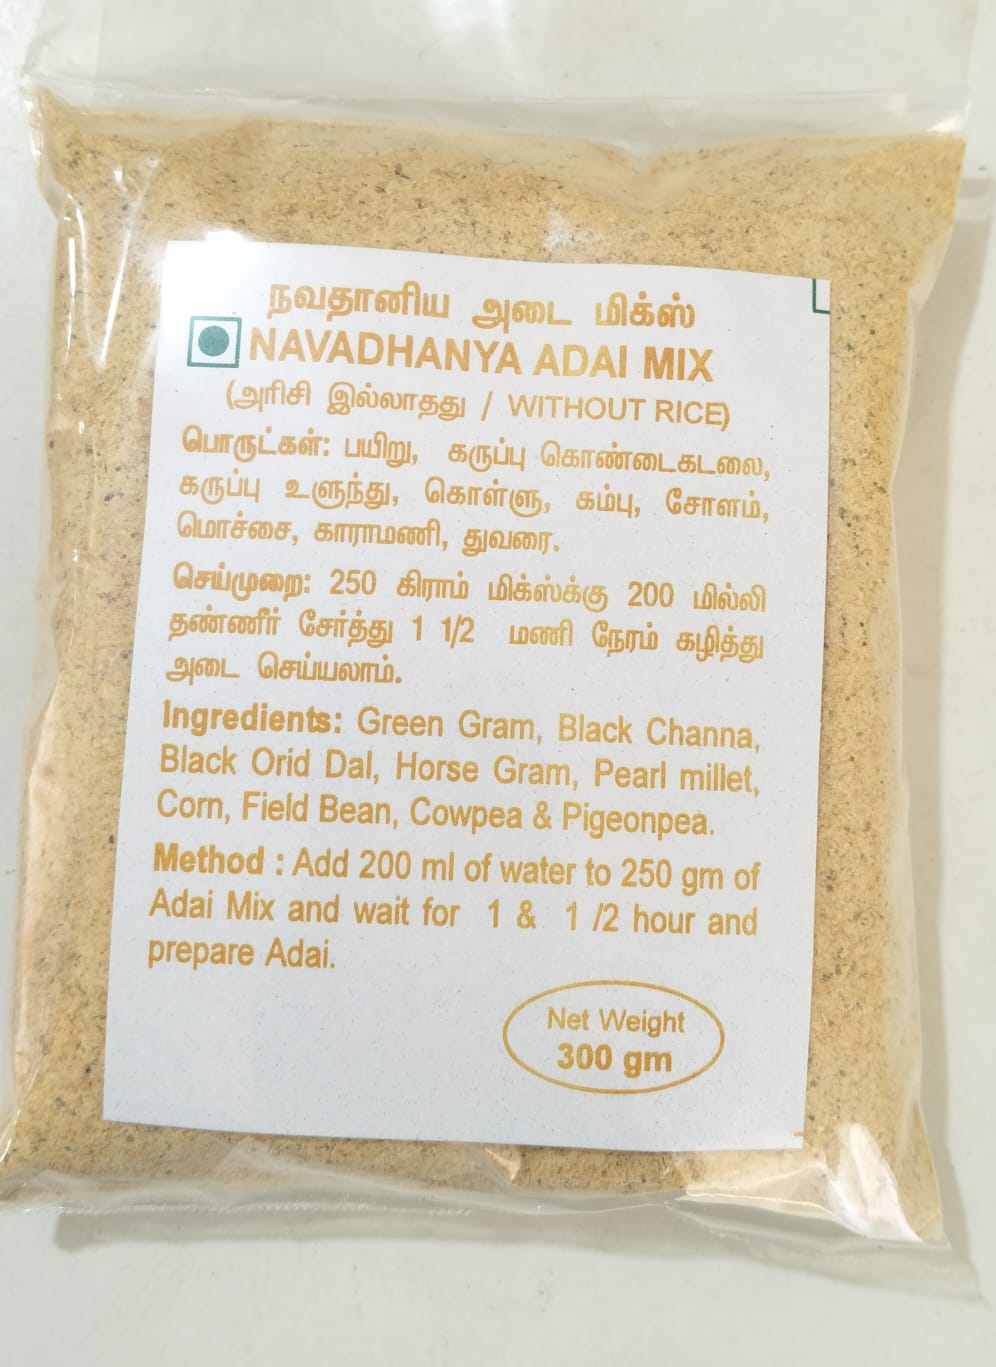 நவதானிய அடை மிக்ஸ்
NAVADHANYA ADAI MIX
(அரிசி இல்லாதது / WITHOUT RICE)
பொருட்கள்: பயிறு, கருப்பு கொண்டைகடலை,
கருப்பு உளுந்து, கொள்ளு, கம்பு, சோளம்,
மொச்சை, காராமணி, துவரை.
செய்முறை: 250 கிராம் மிக்ஸ்க்கு 200 மில்லி
தண்ணீர் சேர்த்து 1 1/2 மணி நேரம் கழித்து
அடை செய்யலாம்.
Ingredients: Green Gram, Black Channa,
Black Orid Dal, Horse Gram, Pearl millet,
Corn, Field Bean, Cowpea & Pigeonpea.
Method : Add 200 ml of water to 250 gm of
Adai Mix and wait for 1 & 1 /2 hour and
prepare Adai.
Net Weight
300 gm